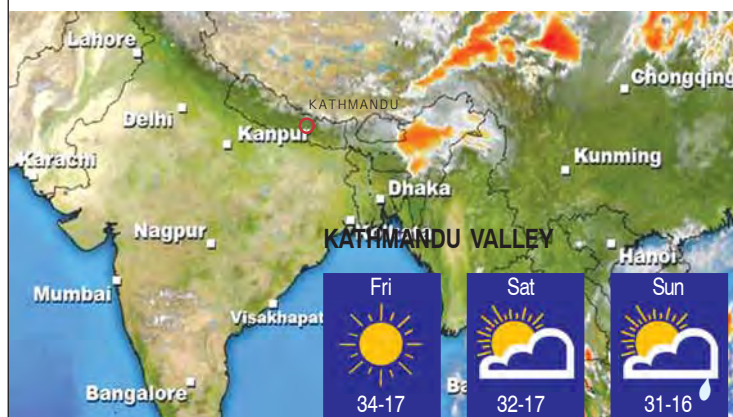 Lahore
Chongqing
KATHMANDU
Delhi
Kanpur
Karachi
Kunming
Dhaka
Nagpur
KATHMANDU VALLEY
Hanoi
Mumbai
Visakhapat
Bangalore
Ba
Fri
34-17
Sat
32-17
Sun
31-16